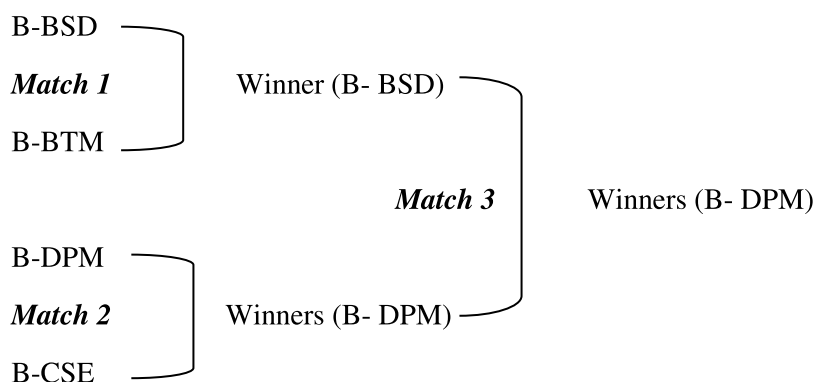 B-BSD
Match 1
Winner (B- BSD)
B-BTM
Match 3
Winners (B- DPM)
B-DPM
Match 2
Winners (B- DPM)
B-CSE